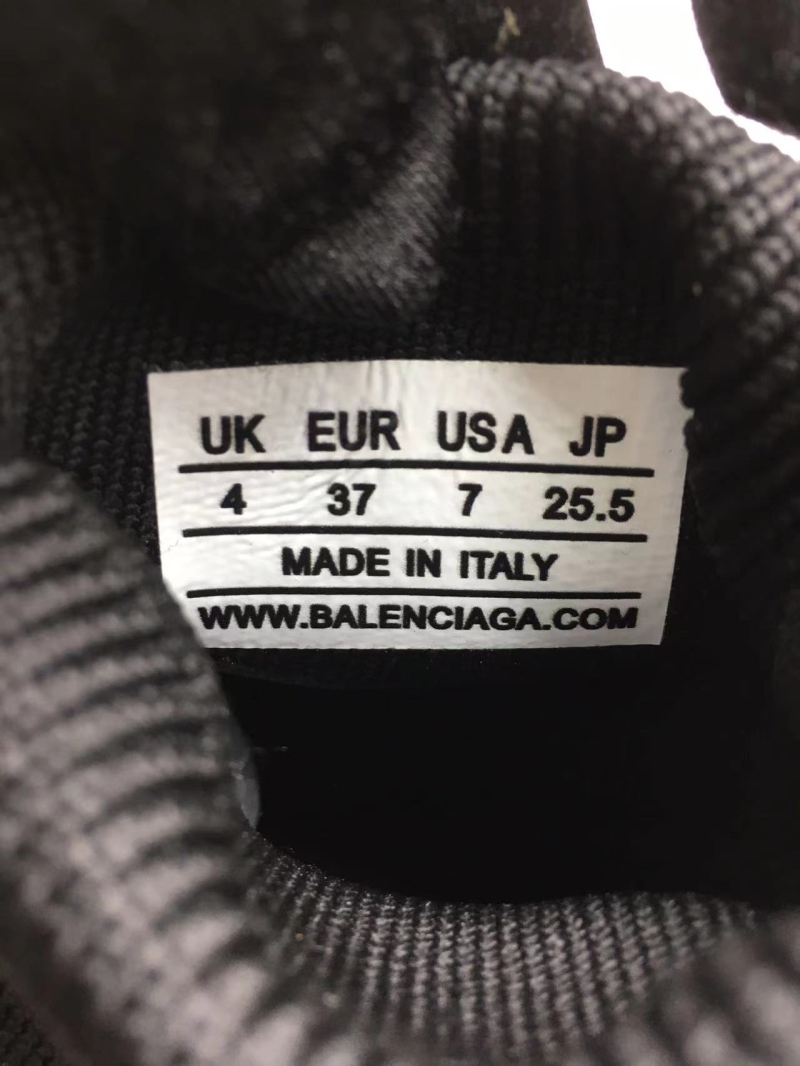 UK EUR USA JP
4 37 7 25.5
MADE IN ITALY
WWW.BALENCIAGA.COM